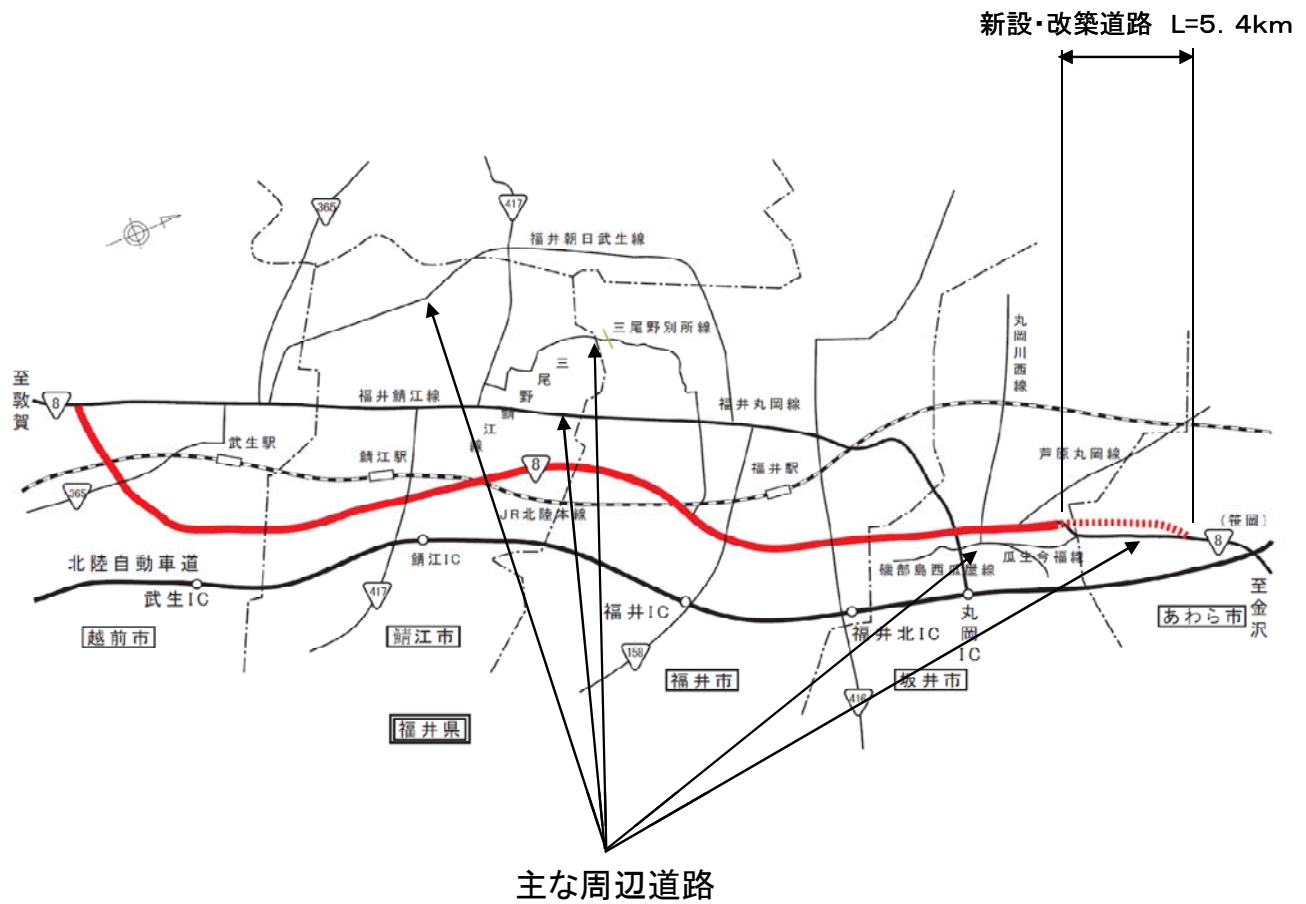 新設・改築道路 L=5.4km
365
417
福井朝日武生線
三尾野別所線
丸岡川西線
至敦賀
8
福井鯖江線
三尾野鯖江線
福井丸岡線
武生駅
鯖江駅
8
福井駅
芦原丸岡線
365
JR北陸本線
(笹岡)
8
北陸自動車道
鯖江IC
磯部島西瓜屋線
瓜生今福線
武生IC
417
福井IC
福井北IC
丸岡IC
あわら市
至金沢
越前市
鯖江市
158
福井市
坂井市
416
福井県
主な周辺道路